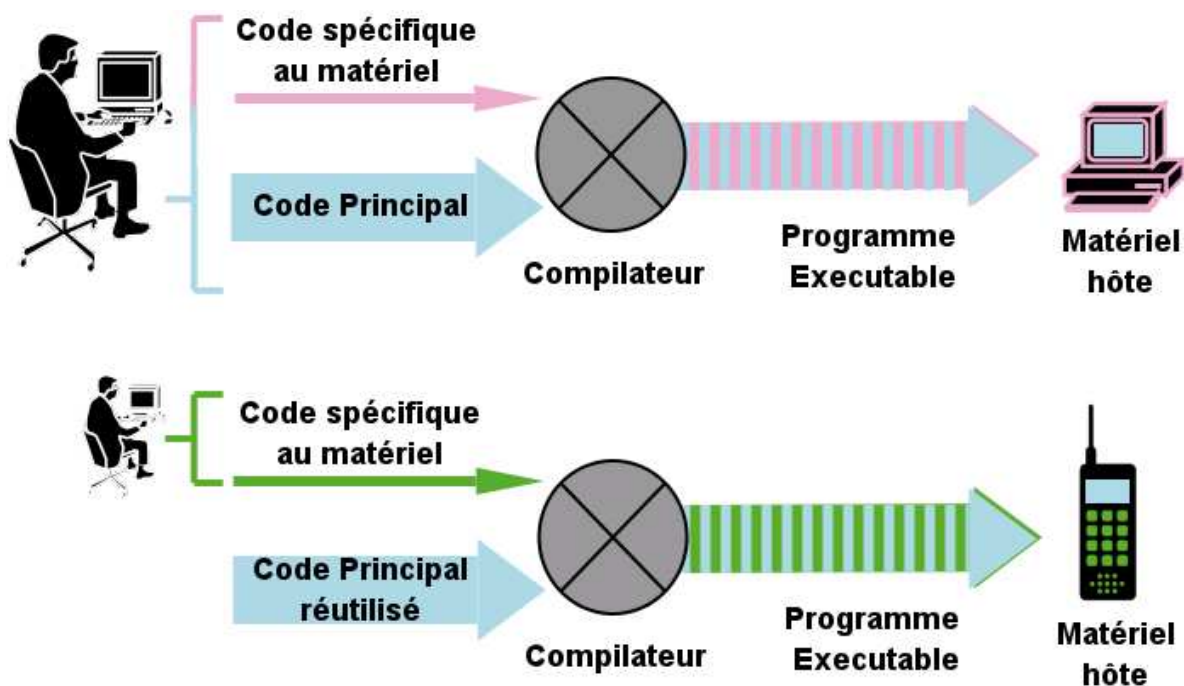 Code spécifique
au matériel
Code Principal
Compilateur
Programme
Executable
Matériel
hôte
Code spécifique
au matériel
Code Principal
réutilisé
Compilateur
Programme
Executable
Matériel
hôte